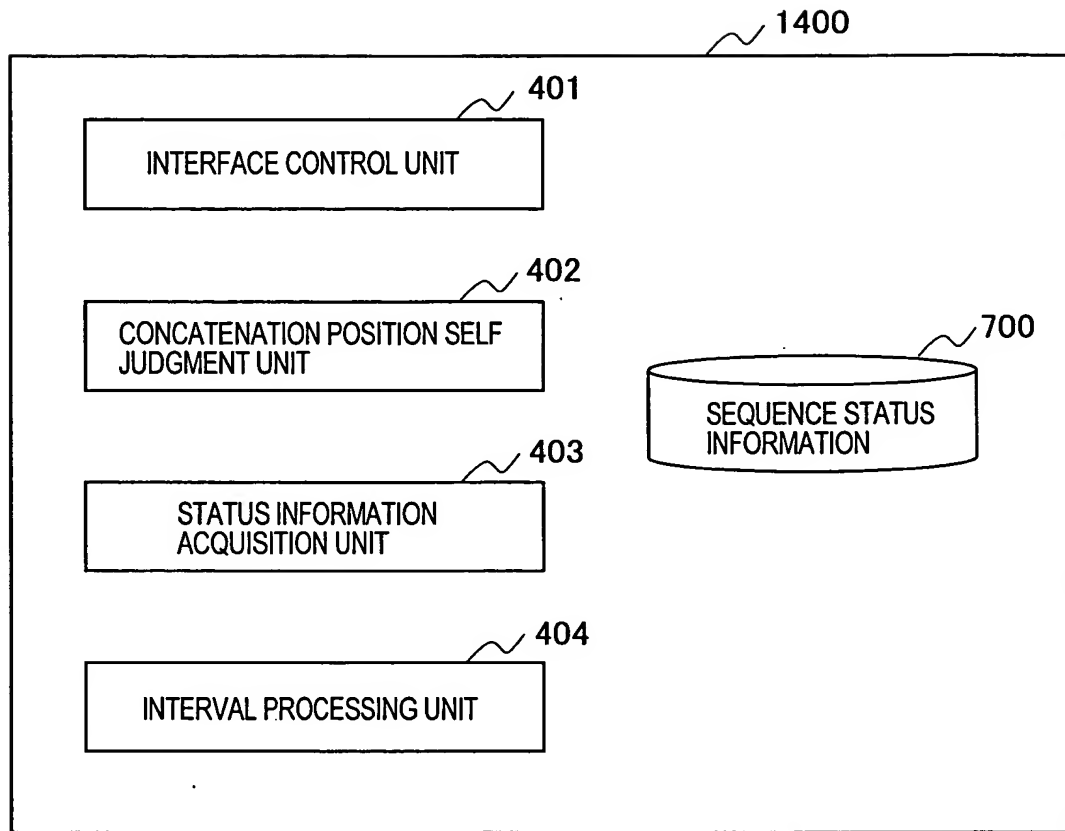 1400
401
INTERFACE CONTROL UNIT
402
CONCATENATION POSITION SELF
JUDGMENT UNIT
700
SEQUENCE STATUS
INFORMATION
403
STATUS INFORMATION
ACQUISITION UNIT
404
INTERVAL PROCESSING UNIT